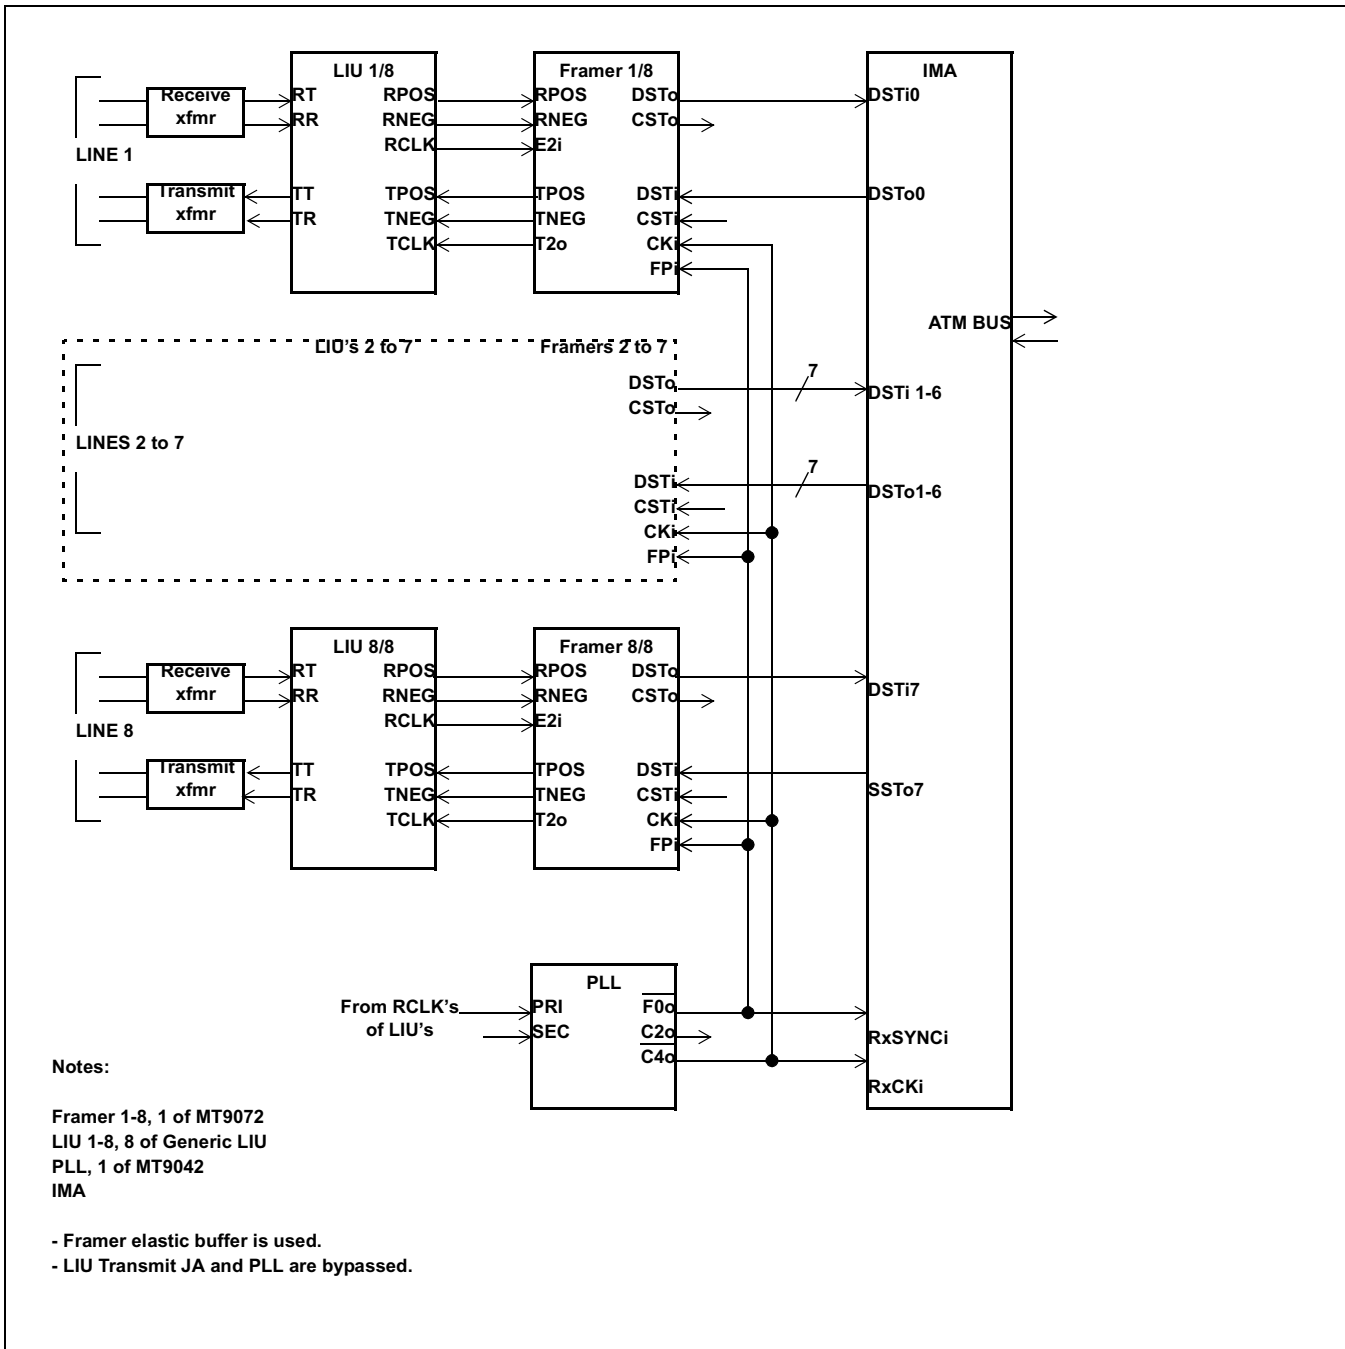 LIU 1/8
Framer 1/8
IMA
Receive
xfmr
RT
RR
RPOS
RNEG
RCLK
RPOS
RNEG
E2i
DSTo
CSTo
DSTi0
LINE 1
Transmit
xfmr
TT
TR
TPOS
TNEG
TCLK
TPOS
TNEG
T2o
DSTi
CSTi
CKi
FPi
DSTo0
ATM BUS
LIU's 2 to 7
Framers 2 to 7
DSTo
CSTo
7
DSTi 1-6
LINES 2 to 7
DSTi
CSTi
CKi
FPi
7
DSTo1-6
LIU 8/8
Framer 8/8
Receive
xfmr
RT
RR
RPOS
RNEG
RCLK
RPOS
RNEG
E2i
DSTo
CSTo
DSTi7
LINE 8
Transmit
xfmr
TT
TR
TPOS
TNEG
TCLK
TPOS
TNEG
T2o
DSTi
CSTi
CKi
FPi
SSTo7
PLL
From RCLK's
of LIU's
PRI
SEC
F0o
C2o
C4o
RxSYNCi
RxCKi
Notes:
Framer 1-8, 1 of MT9072
LIU 1-8, 8 of Generic LIU
PLL, 1 of MT9042
IMA
- Framer elastic buffer is used.
- LIU Transmit JA and PLL are bypassed.